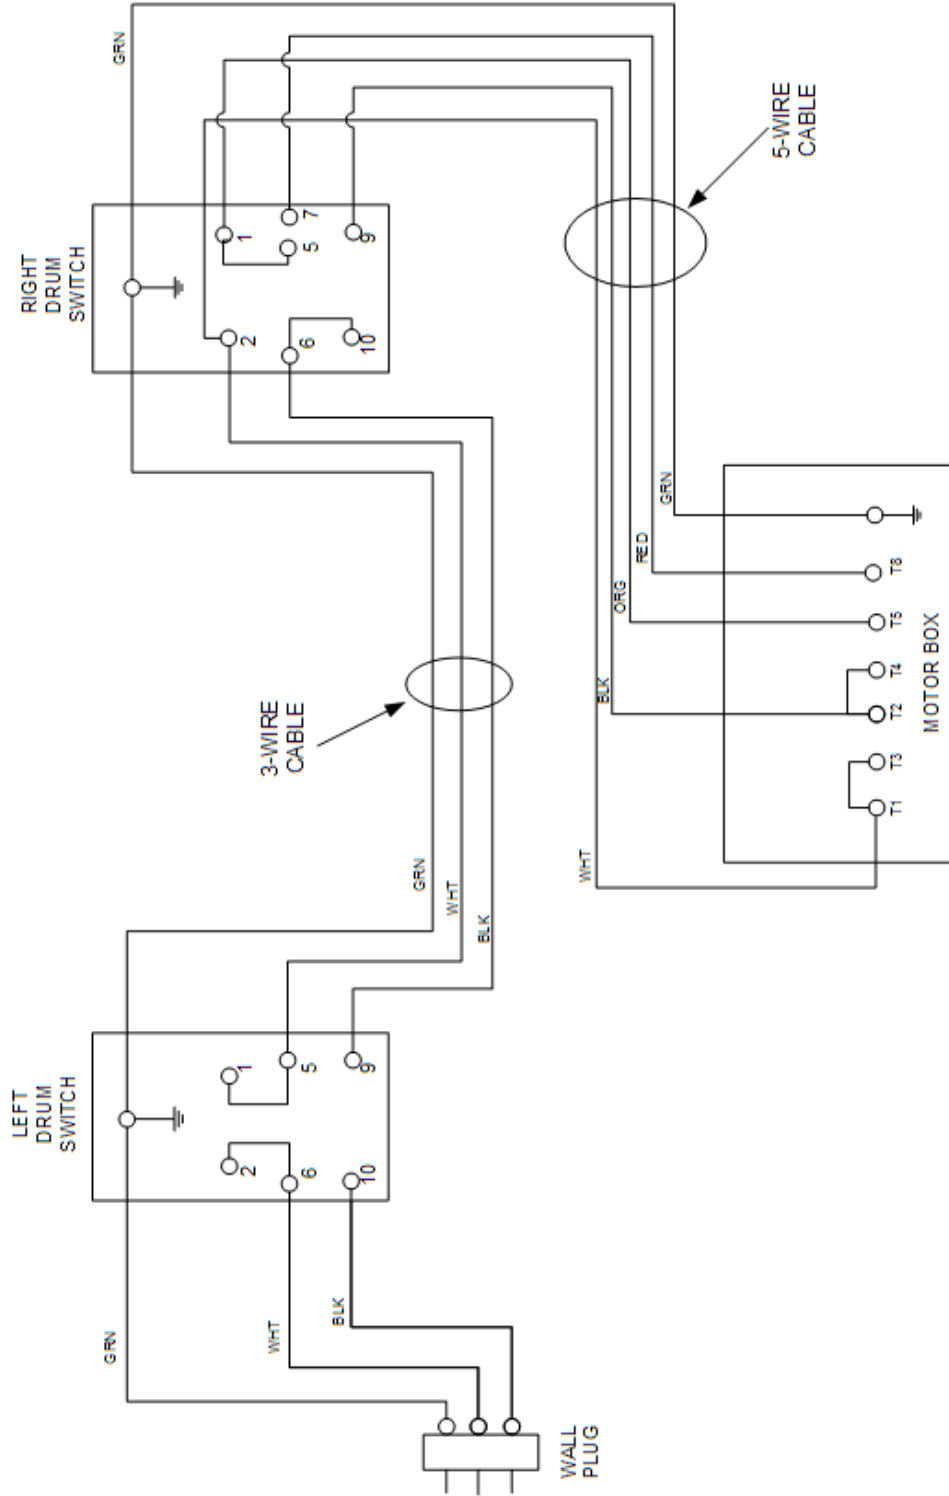 LEFT
DRUM
SWITCH
RIGHT
DRUM
SWITCH
GRN
GRN
2
1
2
1
WHT
6
5
3-WIRE
CABLE
6
5
7
BLK
10
9
10
9
GRN
WHT
BLK
WALL
PLUG
WHT
BLK
ORG
RED
GRN
5-WIRE
CABLE
T1
T3
T2
T4
T5
T8
MOTOR BOX